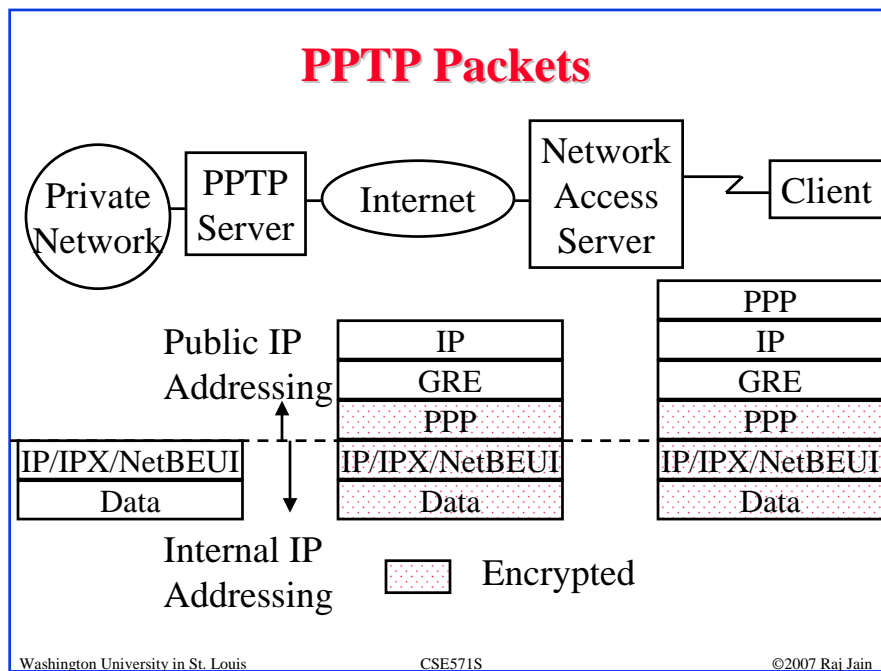 PPTP Packets
Private
Network
PPTP
Server
Internet
Network
Access
Server
Client
Public IP
Addressing
IP/IPX/NetBEUI
Data
Internal IP
Addressing
IP
GRE
PPP
IP/IPX/NetBEUI
Data
PPP
IP
GRE
PPP
IP/IPX/NetBEUI
Data
Encrypted
Washington University in St. Louis
CSE571S
©2007 Raj Jain